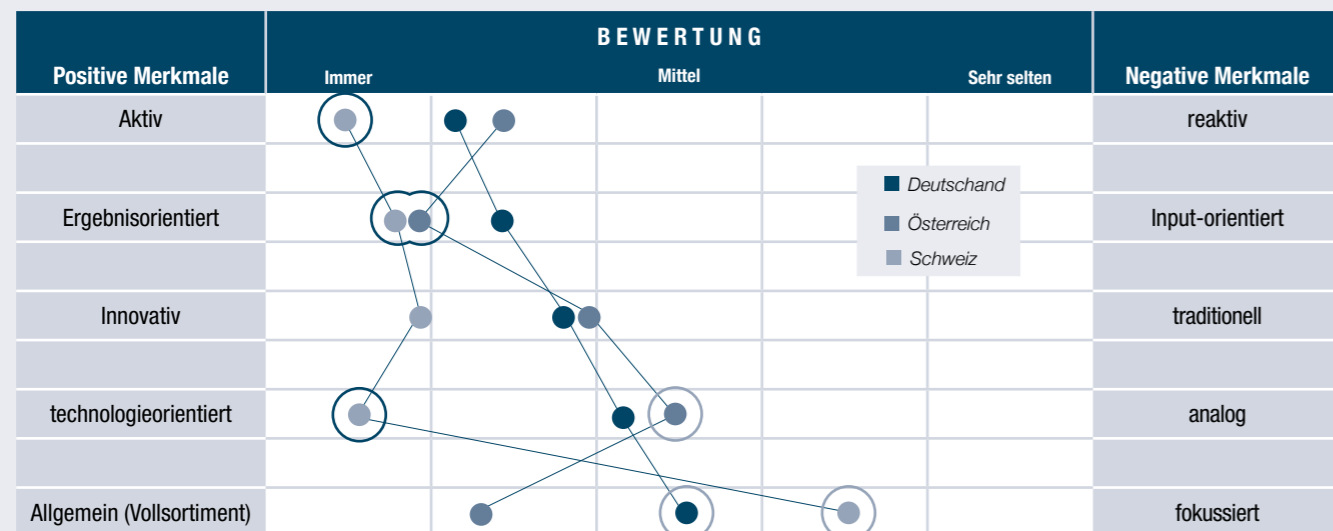 BEWERTUNG
Positive Merkmale
Immer
Mittel
Sehr selten
Negative Merkmale
Aktiv
reaktiv
Deutschand
Ergebnisorientiert
Österreich
Input-orientiert
Schweiz
Innovativ
traditionell
technologieorientiert
analog
Allgemein (Vollsortiment)
fokussiert